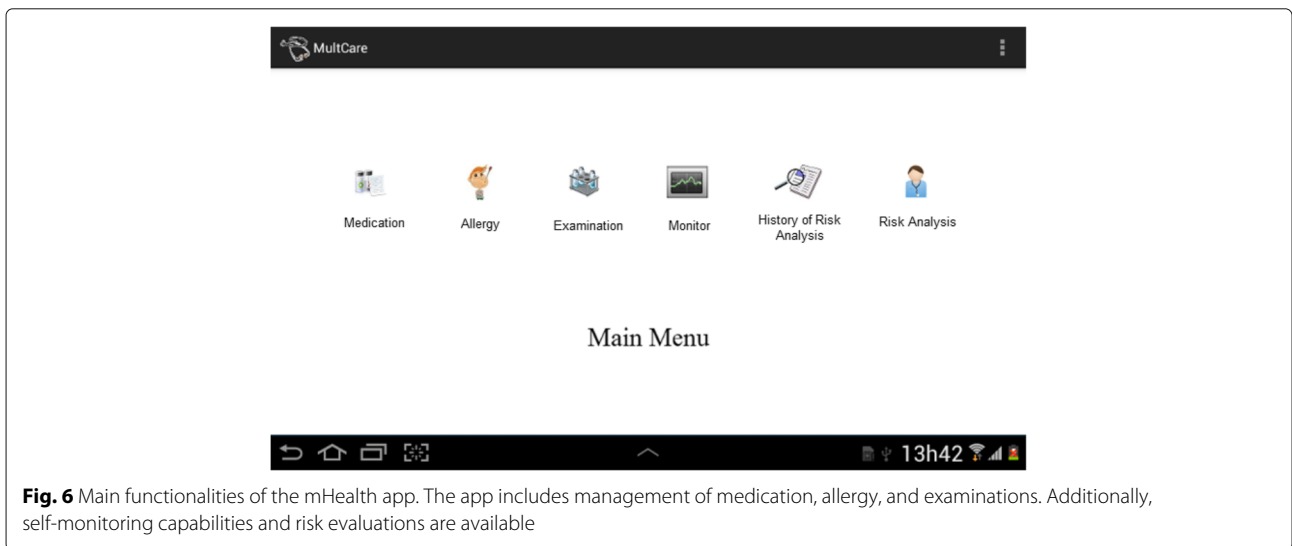 MultCare
Medication Allergy Examination Monitor History of Risk Analysis Risk Analysis
Main Menu
13h42
Fig. 6 Main functionalities of the mHealth app. The app includes management of medication, allergy, and examinations. Additionally,
self-monitoring capabilities and risk evaluations are available